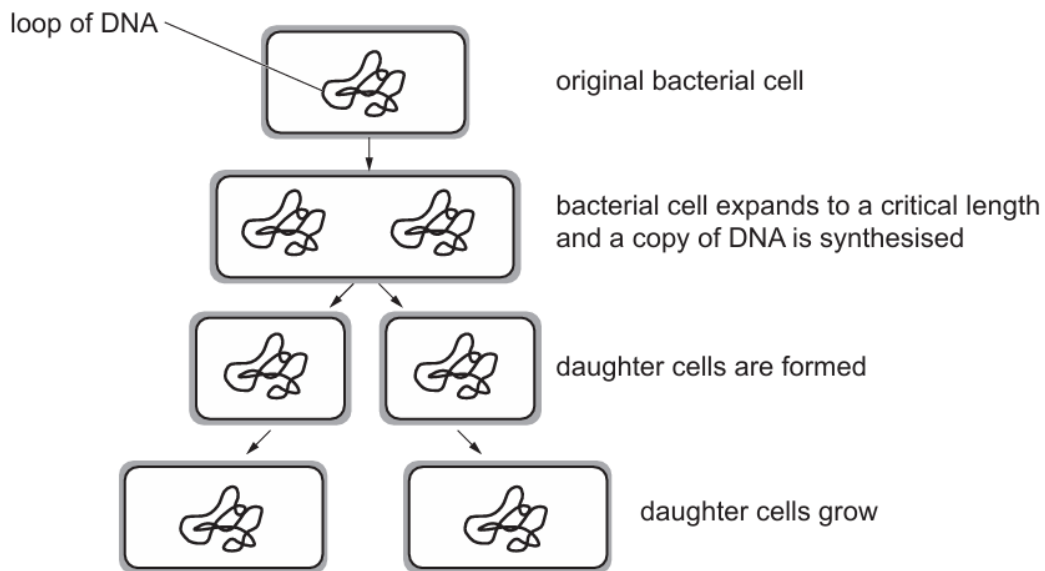 loop of DNA
original bacterial cell
bacterial cell expands to a critical length
and a copy of DNA is synthesised
daughter cells are formed
daughter cells grow